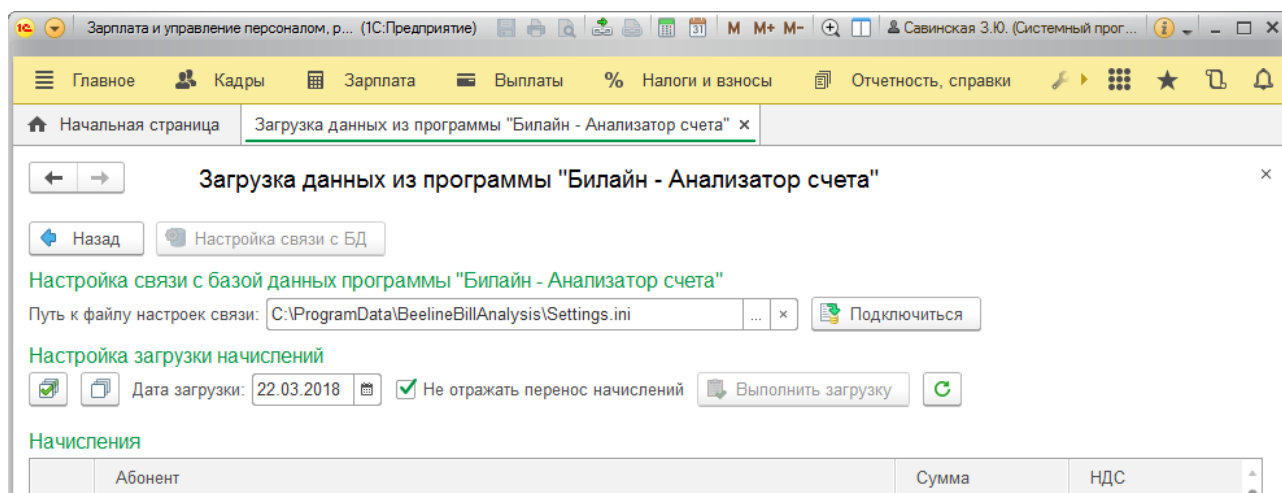 1С Зарплата и управление персоналом, р... (1С:Предприятие) 31 M M+ M- Савинская З.Ю. (Системный прог... i
Главное Кадры Зарплата Выплаты % Налоги и взносы Отчетность, справки
Начальная страница Загрузка данных из программы "Билайн - Анализатор счета" ×
Загрузка данных из программы "Билайн - Анализатор счета" ×
Назад Настройка связи с БД
Настройка связи с базой данных программы "Билайн - Анализатор счета"
Путь к файлу настроек связи: C:\ProgramData\BeelineBillAnalysis\Settings.ini ... × Подключиться
Настройка загрузки начислений
Дата загрузки: 22.03.2018 Не отражать перенос начислений Выполнить загрузку
Начисления
Абонент Сумма НДС